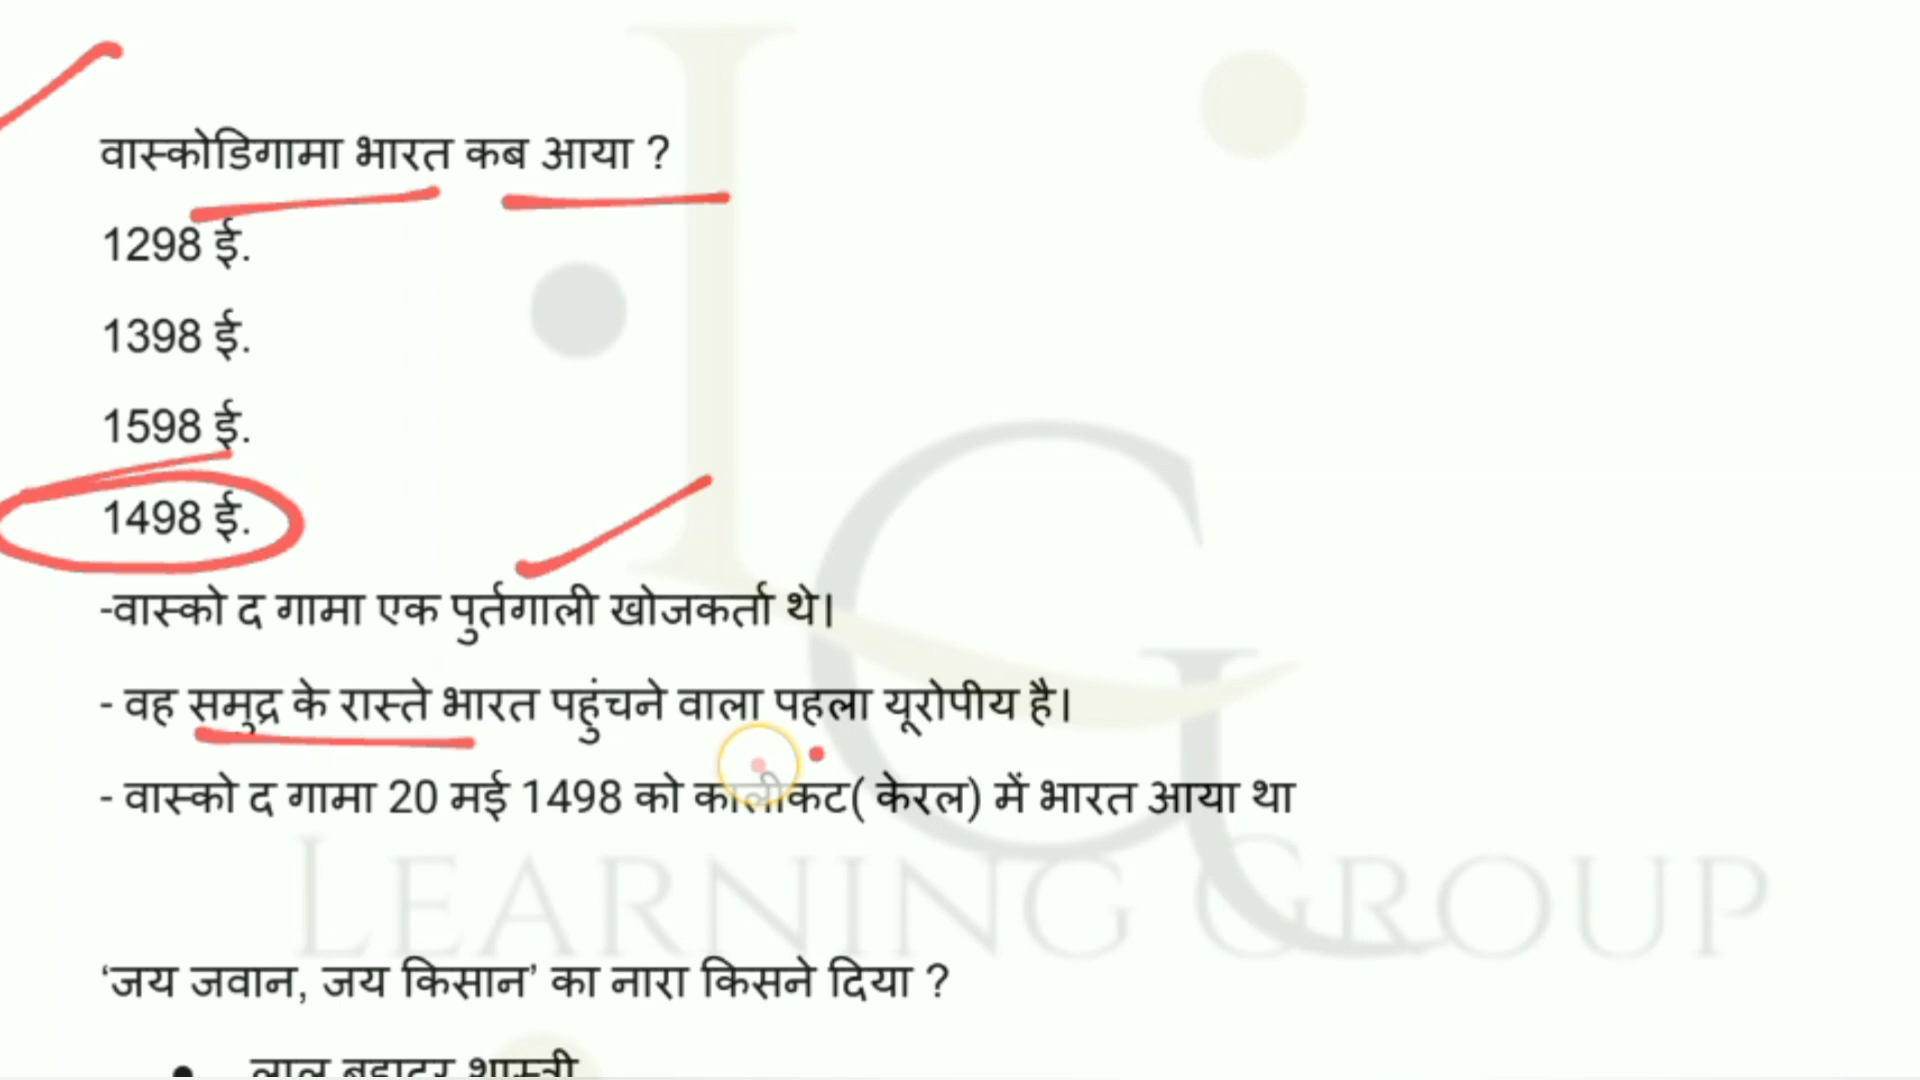 वास्कोडिगामा भारत कब आया ?
1298 ई.
1398 ई.
1598 ई.
1498 ई.
-वास्को द गामा एक पुर्तगाली खोजकर्ता थे।
- वह समुद्र के रास्ते भारत पहुंचने वाला पहला यूरोपीय है।
- वास्को द गामा 20 मई 1498 को कालीकट( केरल) में भारत आया था
LEARNING GROUP
‘जय जवान, जय किसान’ का नारा किसने दिया ?
• लाल बहादुर शास्त्री